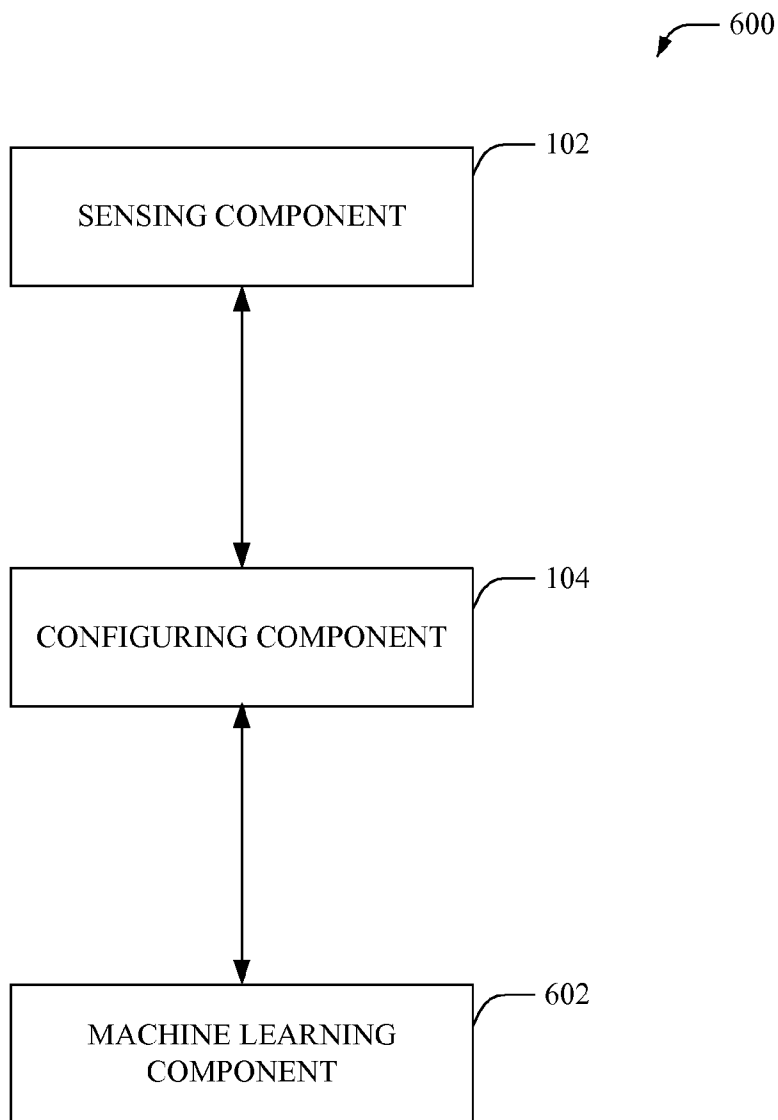 600
102
SENSING COMPONENT
104
CONFIGURING COMPONENT
602
MACHINE LEARNING
COMPONENT